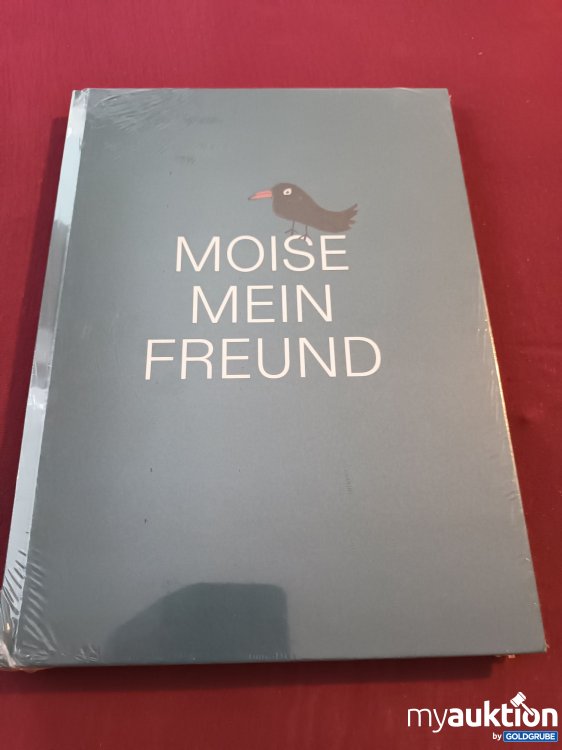 MOISE
MEIN
FREUND
myauktion
by GOLDGRUBE